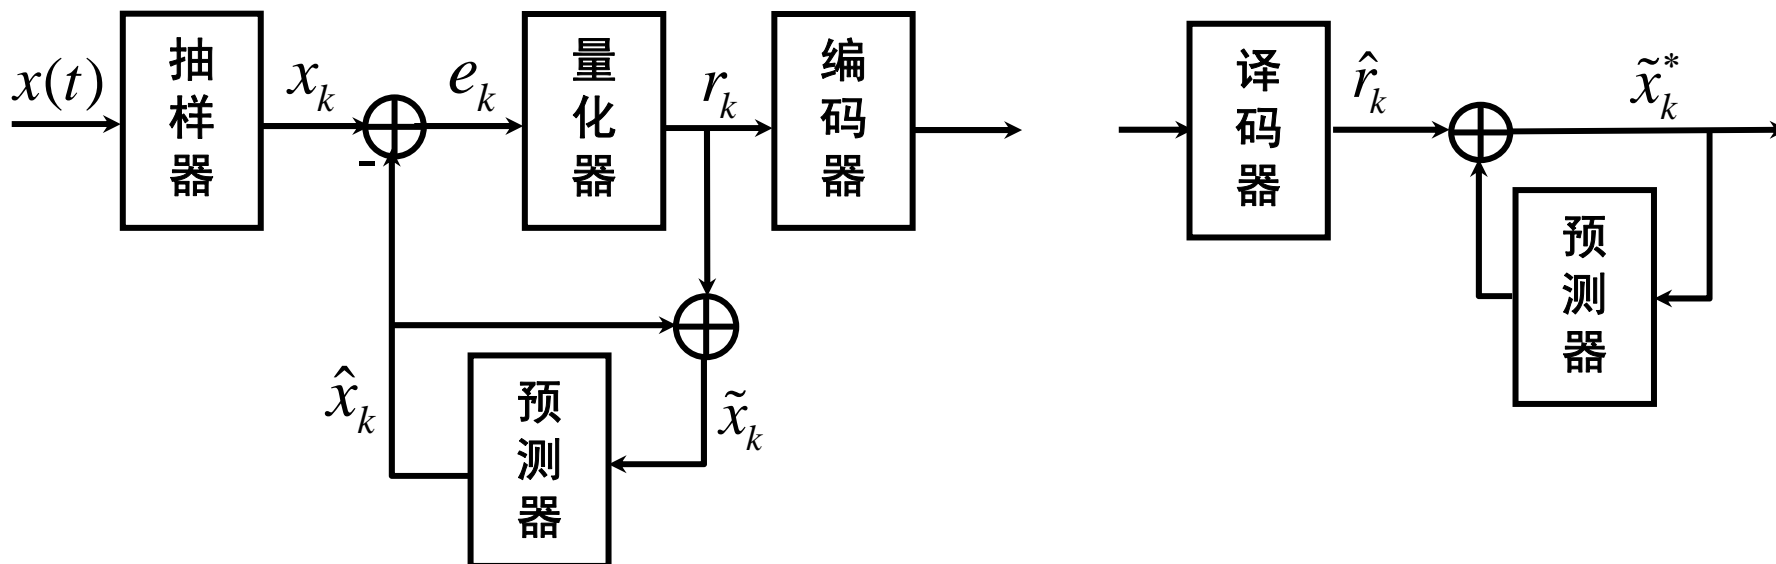 x(t)
抽样器
x_k
-
e_k
量化器
r_k
编码器
x̂_k
预测器
x̃_k
译码器
r̂_k
x̃_k^*
预测器